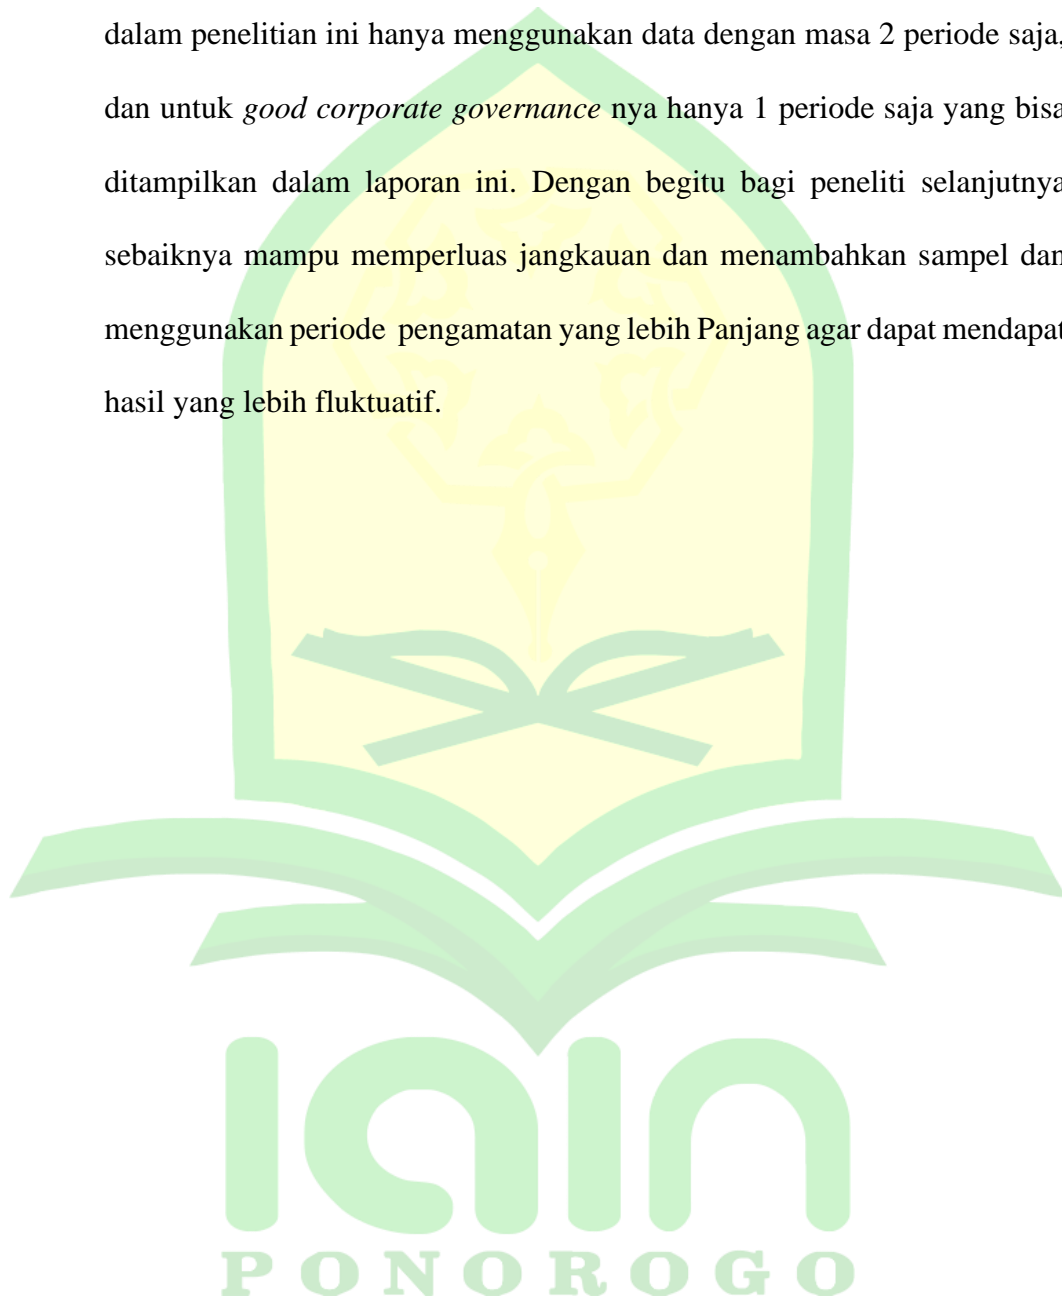 dalam penelitian ini hanya menggunakan data dengan masa 2 periode saja,
dan untuk good corporate governance nya hanya 1 periode saja yang bisa
ditampilkan dalam laporan ini. Dengan begitu bagi peneliti selanjutnya
sebaiknya mampu memperluas jangkauan dan menambahkan sampel dan
menggunakan periode pengamatan yang lebih Panjang agar dapat mendapat
hasil yang lebih fluktuatif.
iain
PONOROGO